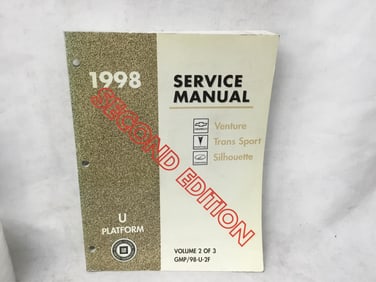 1998
SERVICE
MANUAL
Venture
Trans Sport
Silhouette
SECOND EDITION
U
PLATFORM
VOLUME 2 OF 3
GMP/98-U-2F